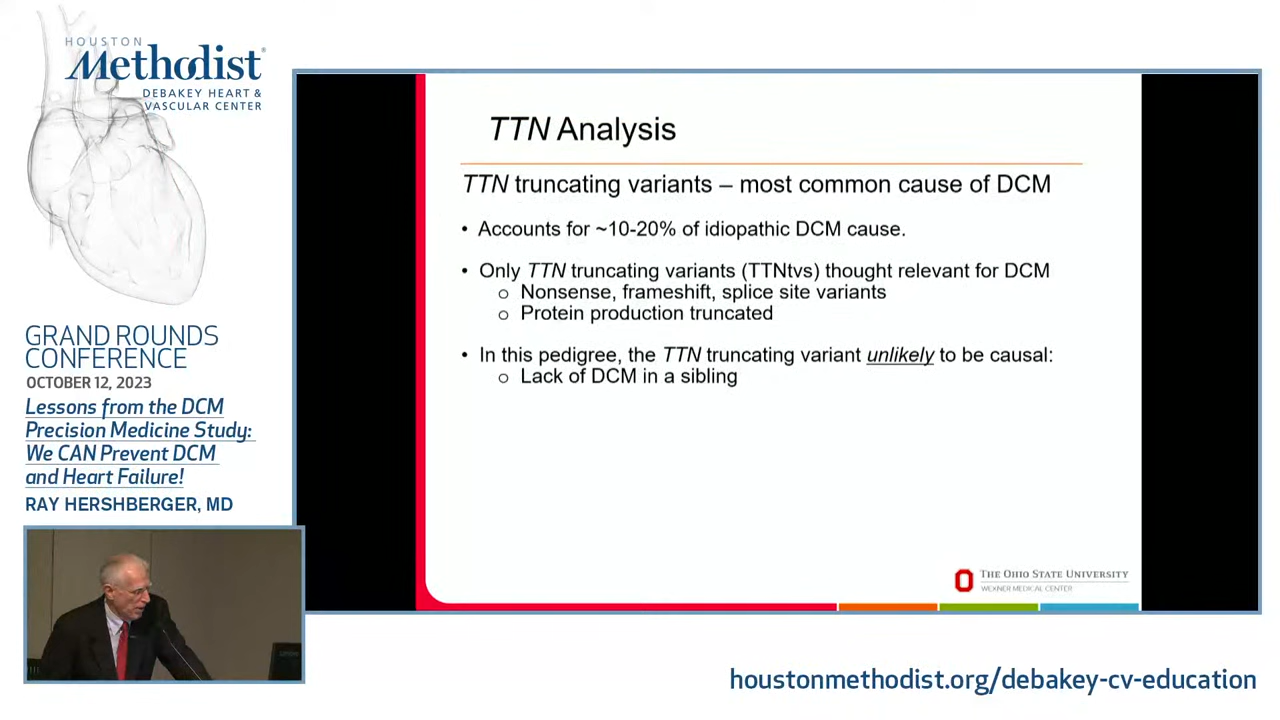 HOUSTON
Methodist®
DEBAKEY HEART &
VASCULAR CENTER
GRAND ROUNDS
CONFERENCE
OCTOBER 12, 2023
Lessons from the DCM
Precision Medicine Study:
We CAN Prevent DCM
and Heart Failure!
RAY HERSHBERGER, MD
TTN Analysis
TTN truncating variants – most common cause of DCM
• Accounts for ~10-20% of idiopathic DCM cause.
• Only TTN truncating variants (TTNtvs) thought relevant for DCM
o Nonsense, frameshift, splice site variants
o Protein production truncated
• In this pedigree, the TTN truncating variant unlikely to be causal:
o Lack of DCM in a sibling
THE OHIO STATE UNIVERSITY
WEXNER MEDICAL CENTER
houstonmethodist.org/debakey-cv-education